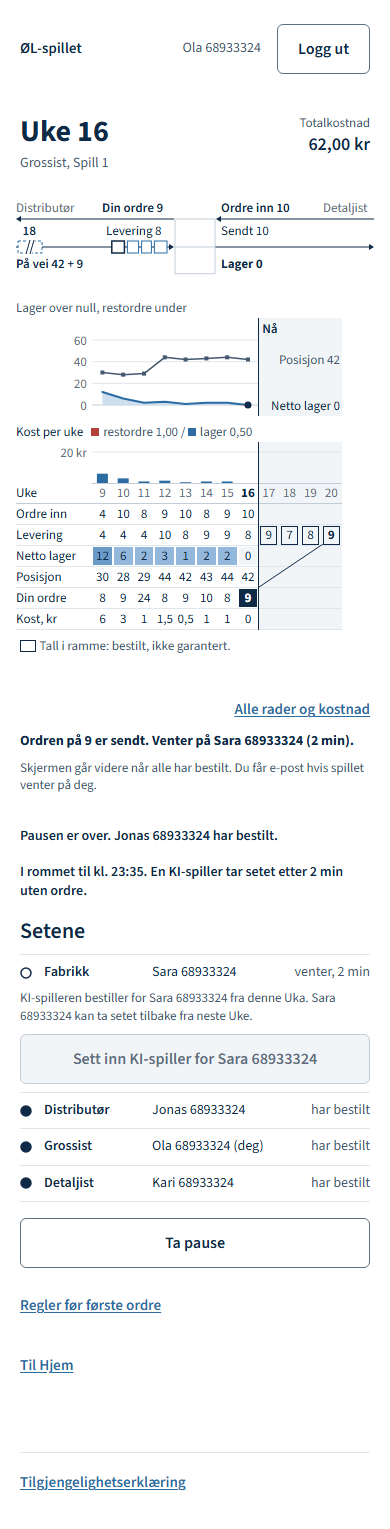 ØL-spillet Ola 68933324 Logg ut
Uke 16 Totalkostnad
Grossist, Spill 1 62,00 kr
Distributør Din ordre 9 Ordre inn 10 Detaljist
18 Levering 8 Sendt 10
På vei 42 + 9 Lager 0
Lager over null, restordre under
Nå
60
40 Posisjon 42
20
0 Netto lager 0
Kost per uke restordre 1,00 / lager 0,50
20 kr
Uke 9 10 11 12 13 14 15 16 17 18 19 20
Ordre inn 4 10 8 9 10 8 9 10
Levering 4 4 4 10 8 9 9 8 9 7 8 9
Netto lager 12 6 2 3 1 2 2 0
Posisjon 30 28 29 44 42 43 44 42
Din ordre 8 9 24 8 9 10 8 9
Kost, kr 6 3 1 1,5 0,5 1 1 0
Tall i ramme: bestilt, ikke garantert.
Alle rader og kostnad
Ordren på 9 er sendt. Venter på Sara 68933324 (2 min).
Skjermen går videre når alle har bestilt. Du får e-post hvis spillet
venter på deg.
Pausen er over. Jonas 68933324 har bestilt.
I rommet til kl. 23:35. En KI-spiller tar setet etter 2 min
uten ordre.
Setene
Fabrikk Sara 68933324 venter, 2 min
KI-spilleren bestiller for Sara 68933324 fra denne Uka. Sara
68933324 kan ta setet tilbake fra neste Uke.
Sett inn KI-spiller for Sara 68933324
Distributør Jonas 68933324 har bestilt
Grossist Ola 68933324 (deg) har bestilt
Detaljist Kari 68933324 har bestilt
Ta pause
Regler før første ordre
Til Hjem
Tilgjengelighetserklæring